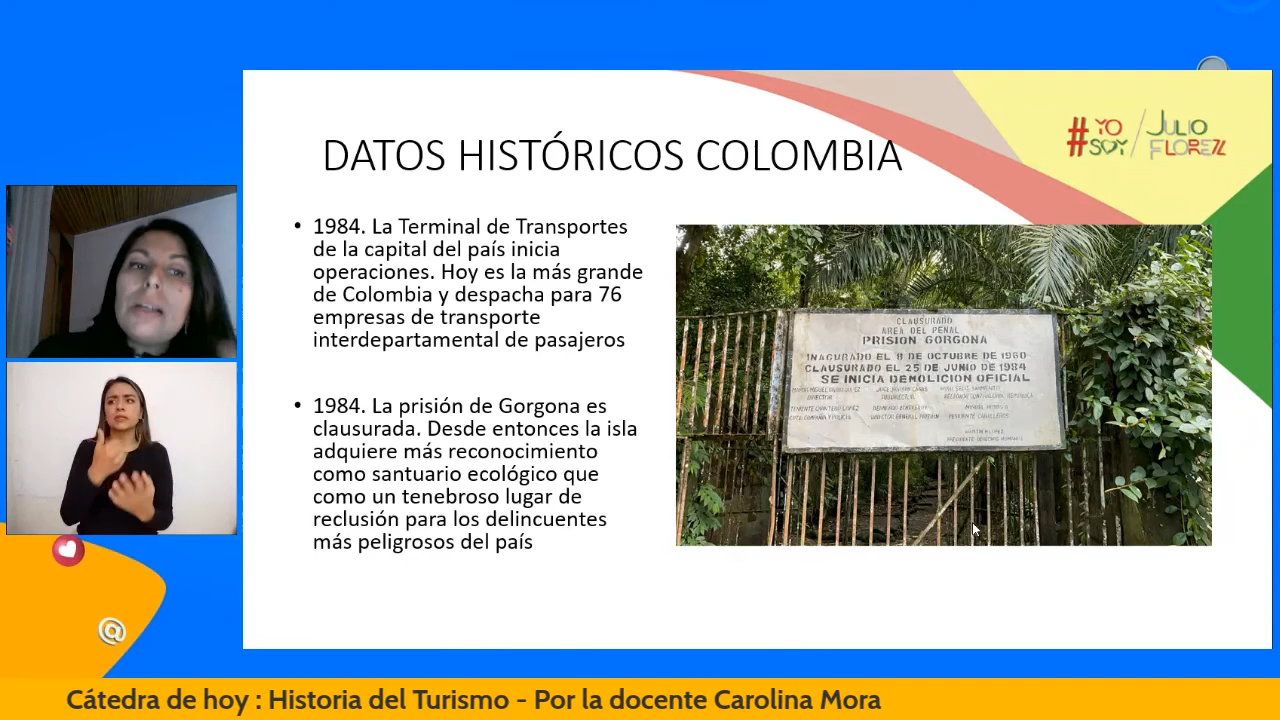 DATOS HISTÓRICOS COLOMBIA
# YO SOY / JULIO FLOREZ
• 1984. La Terminal de Transportes
de la capital del país inicia
operaciones. Hoy es la más grande
de Colombia y despacha para 76
empresas de transporte
interdepartamental de pasajeros
• 1984. La prisión de Gorgona es
clausurada. Desde entonces la isla
adquiere más reconocimiento
como santuario ecológico que
como un tenebroso lugar de
reclusión para los delincuentes
más peligrosos del país
CLAUSURADO
AREA DEL PENAL
PRISION GORGONA
INAGURADO EL 8 DE OCTUBRE DE 1960
CLAUSURADO EL 25 DE JUNIO DE 1984
SE INICIA DEMOLICION OFICIAL
DIRECTOR
@
Cátedra de hoy : Historia del Turismo - Por la docente Carolina Mora